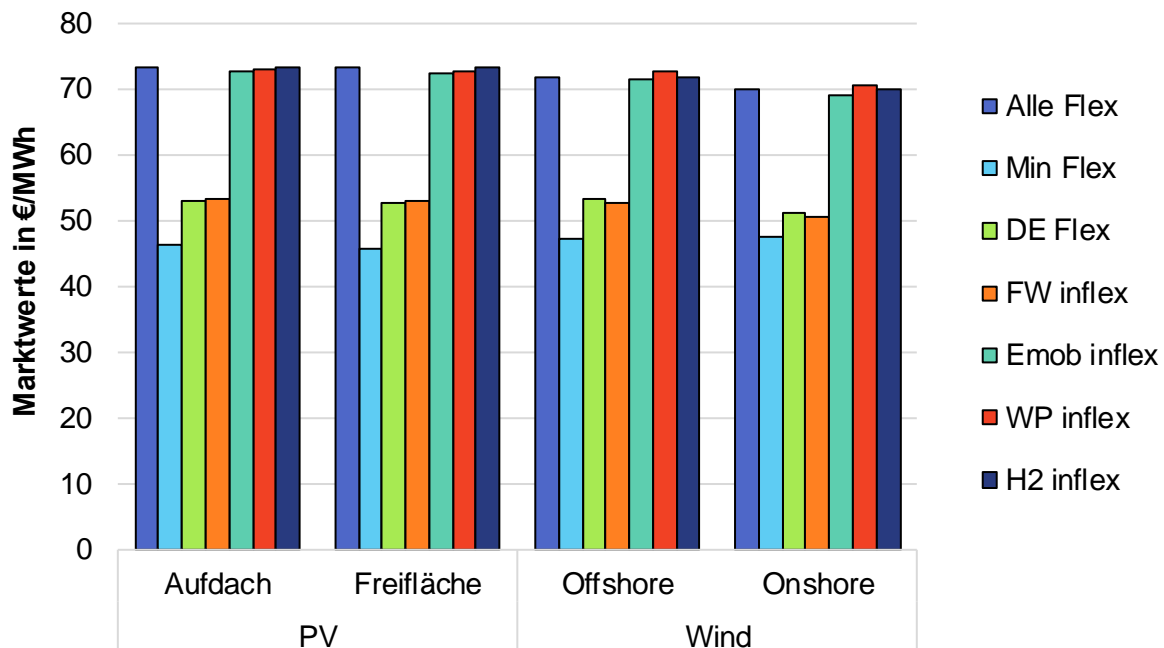 Marktwerte in €/MWh
80
70
60
50
40
30
20
10
0
Aufdach
Freifläche
Offshore
Onshore
PV
Wind
Alle Flex
Min Flex
DE Flex
FW inflex
Emob inflex
WP inflex
H2 inflex